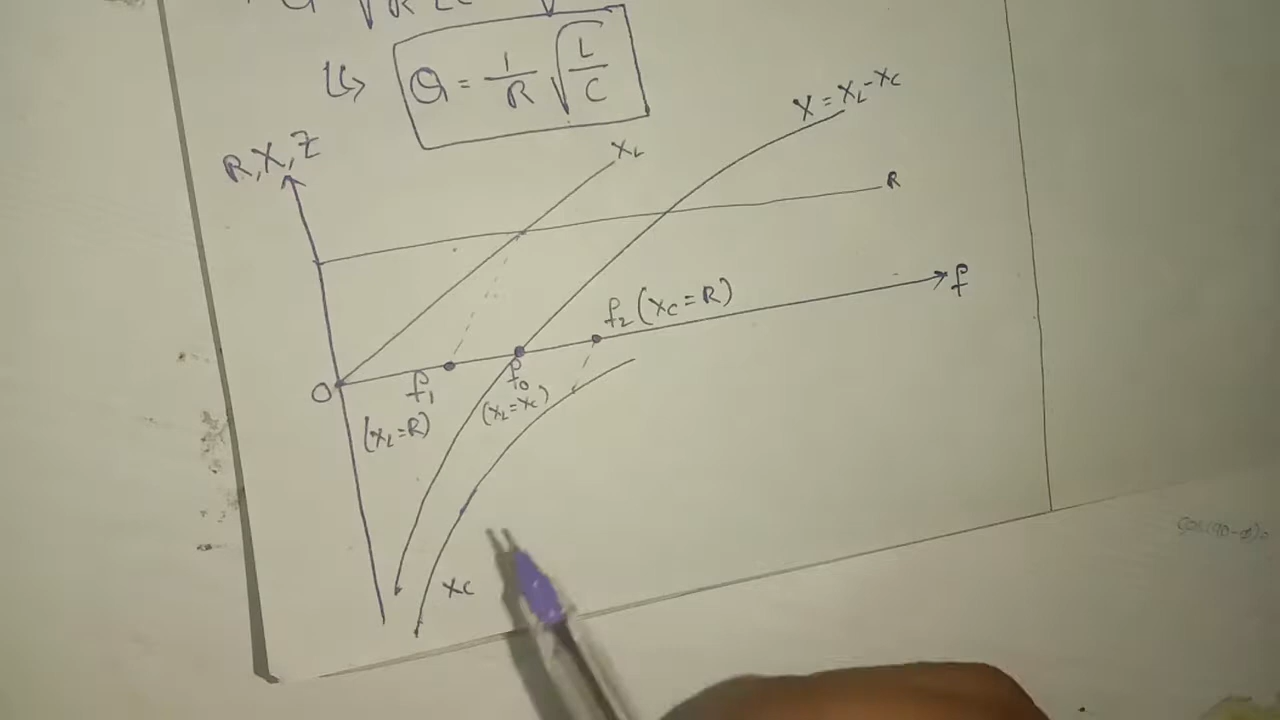 ↳ Q = 1/R √L/C
R, X, Z
X_L
X = X_L - X_C
R
f
f₂ (X_C = R)
O
f₁
(X_L = R)
f₀
(X_L = X_C)
X_C